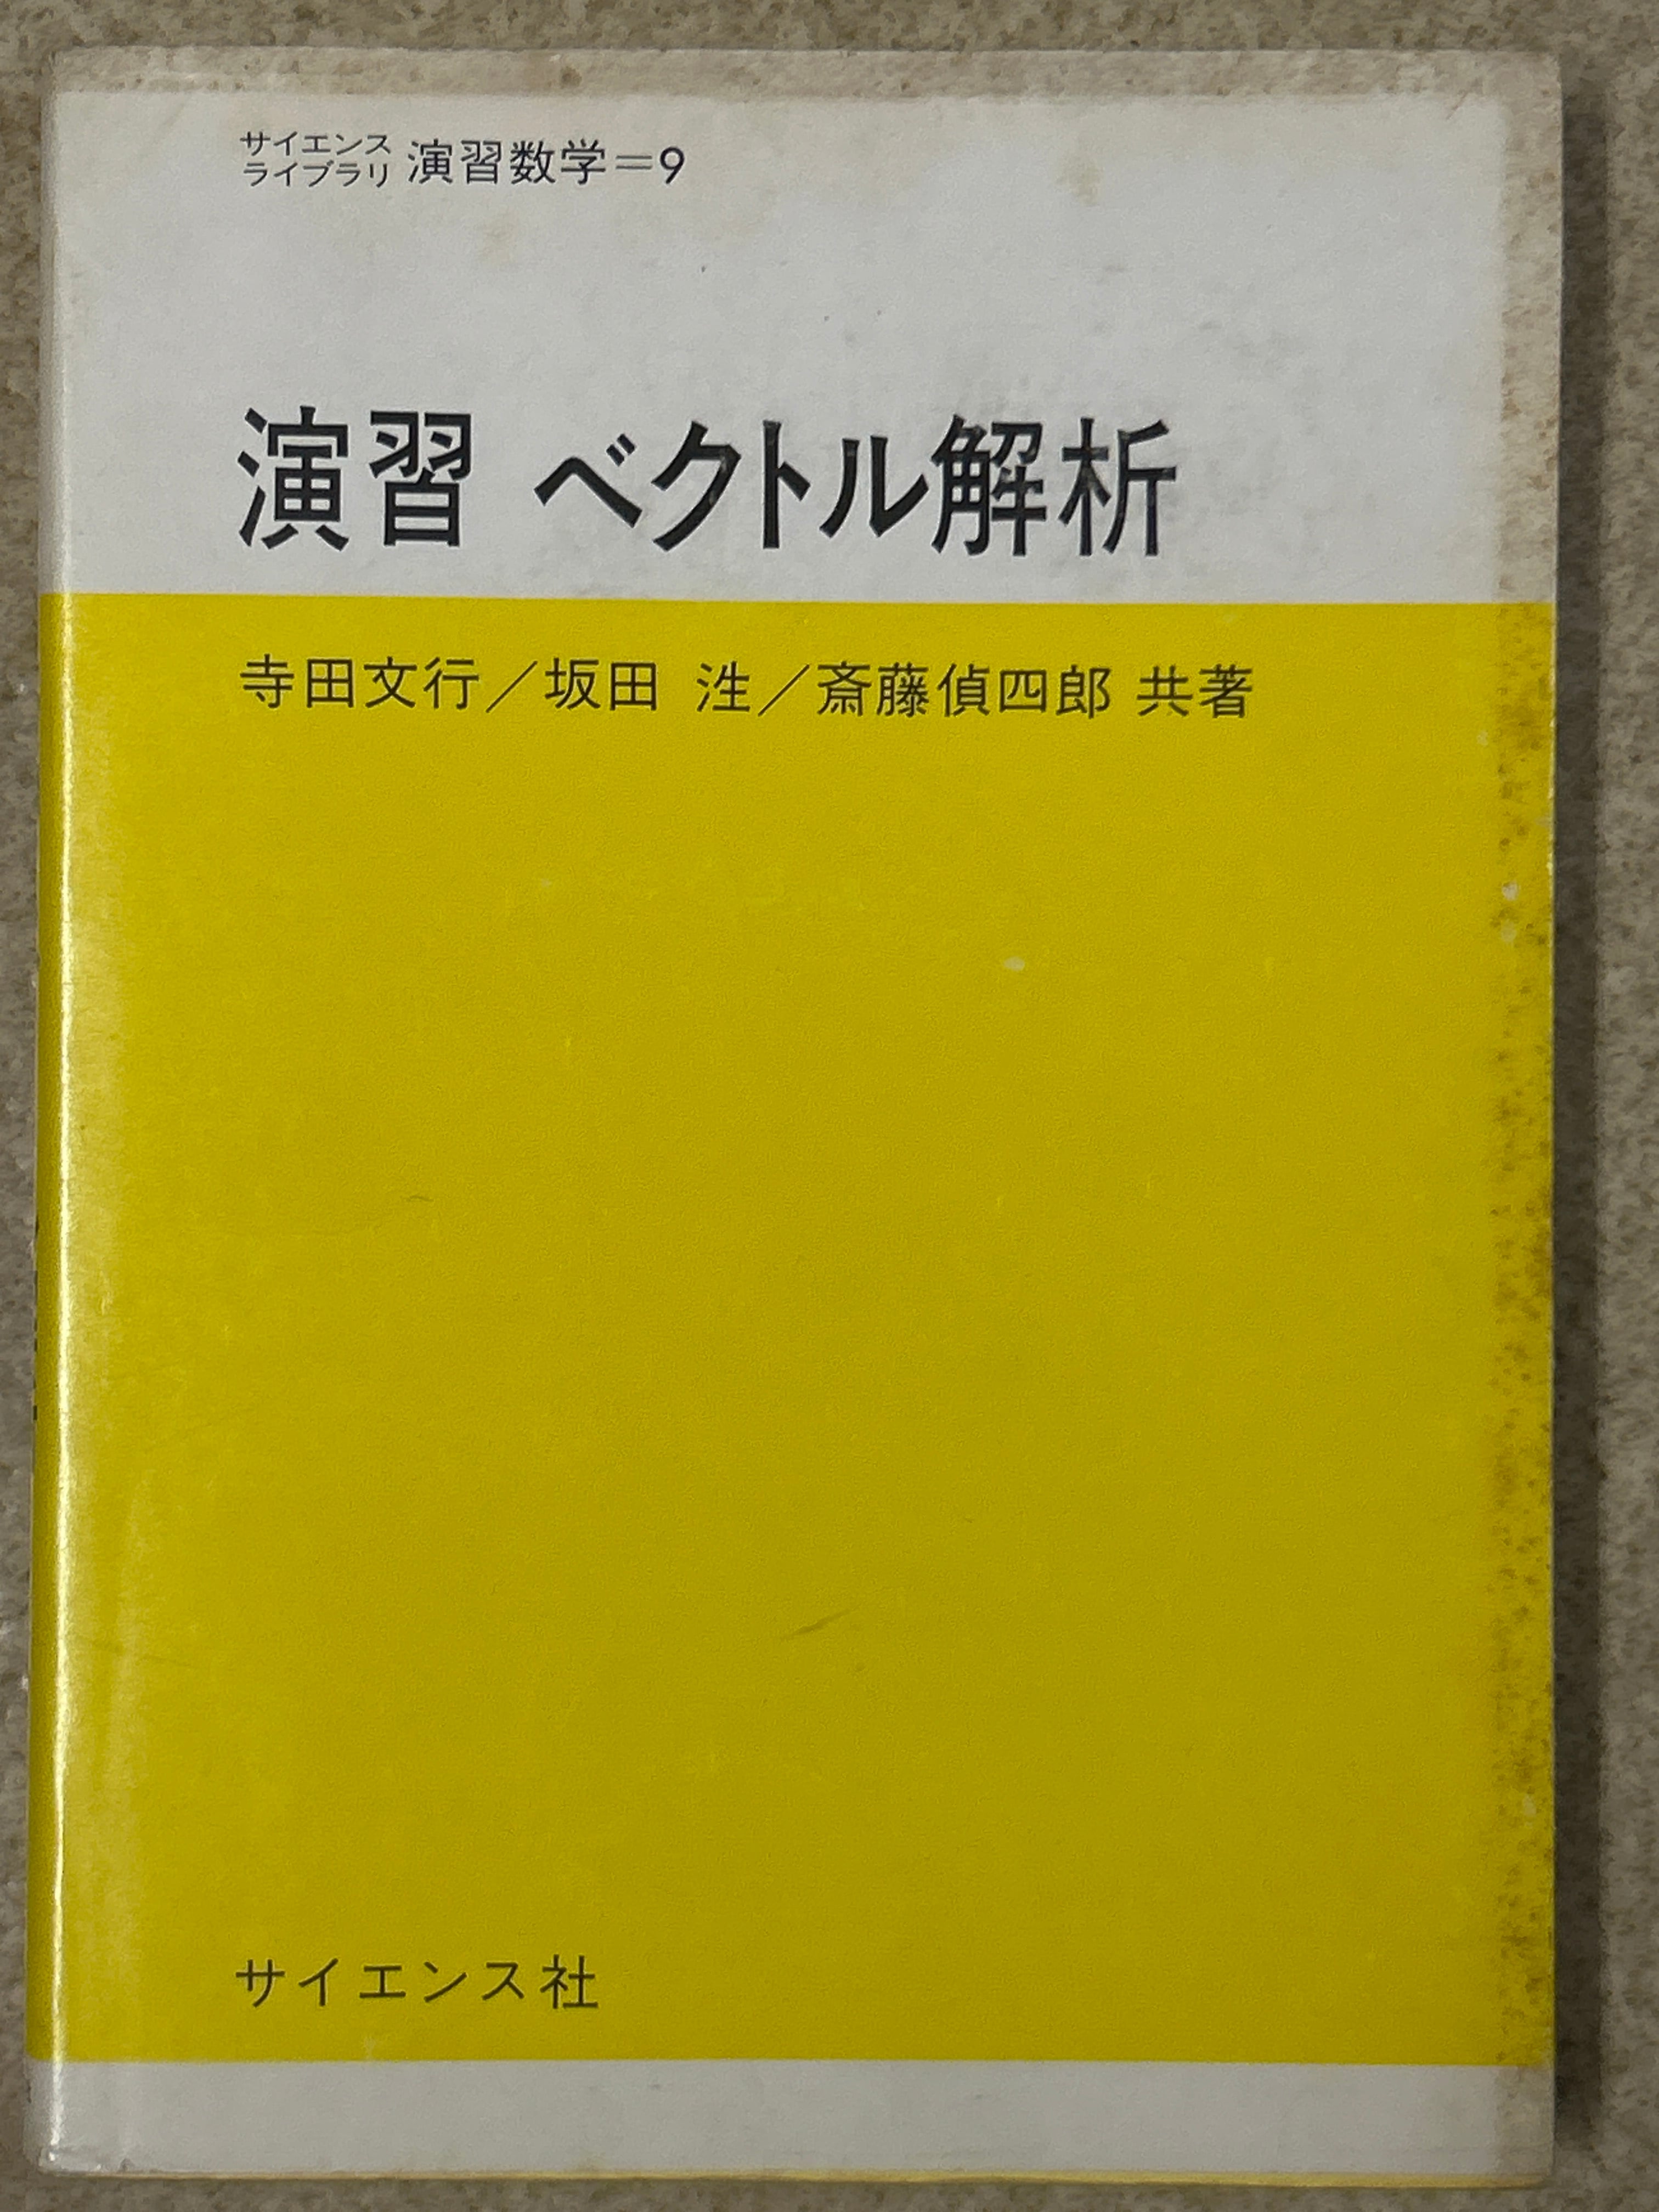 サイエンス
ライブラリ 演習数学=9
演習 ベクトル解析
寺田文行/坂田 泩/斎藤偵四郎 共著
サイエンス社